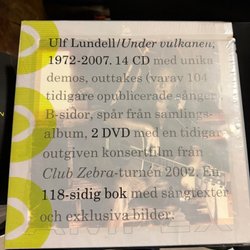 Ulf Lundell/Under vulkanen,
1972-2007. 14 CD med unika
demos, outtakes (varav 104
tidigare opublicerade sånger),
B-sidor, spår från samlings-
album, 2 DVD med en tidigare
outgiven konsertfilm från
Club Zebra-turnén 2002. En
118-sidig bok med sångtexter
och exklusiva bilder.
AMPEX